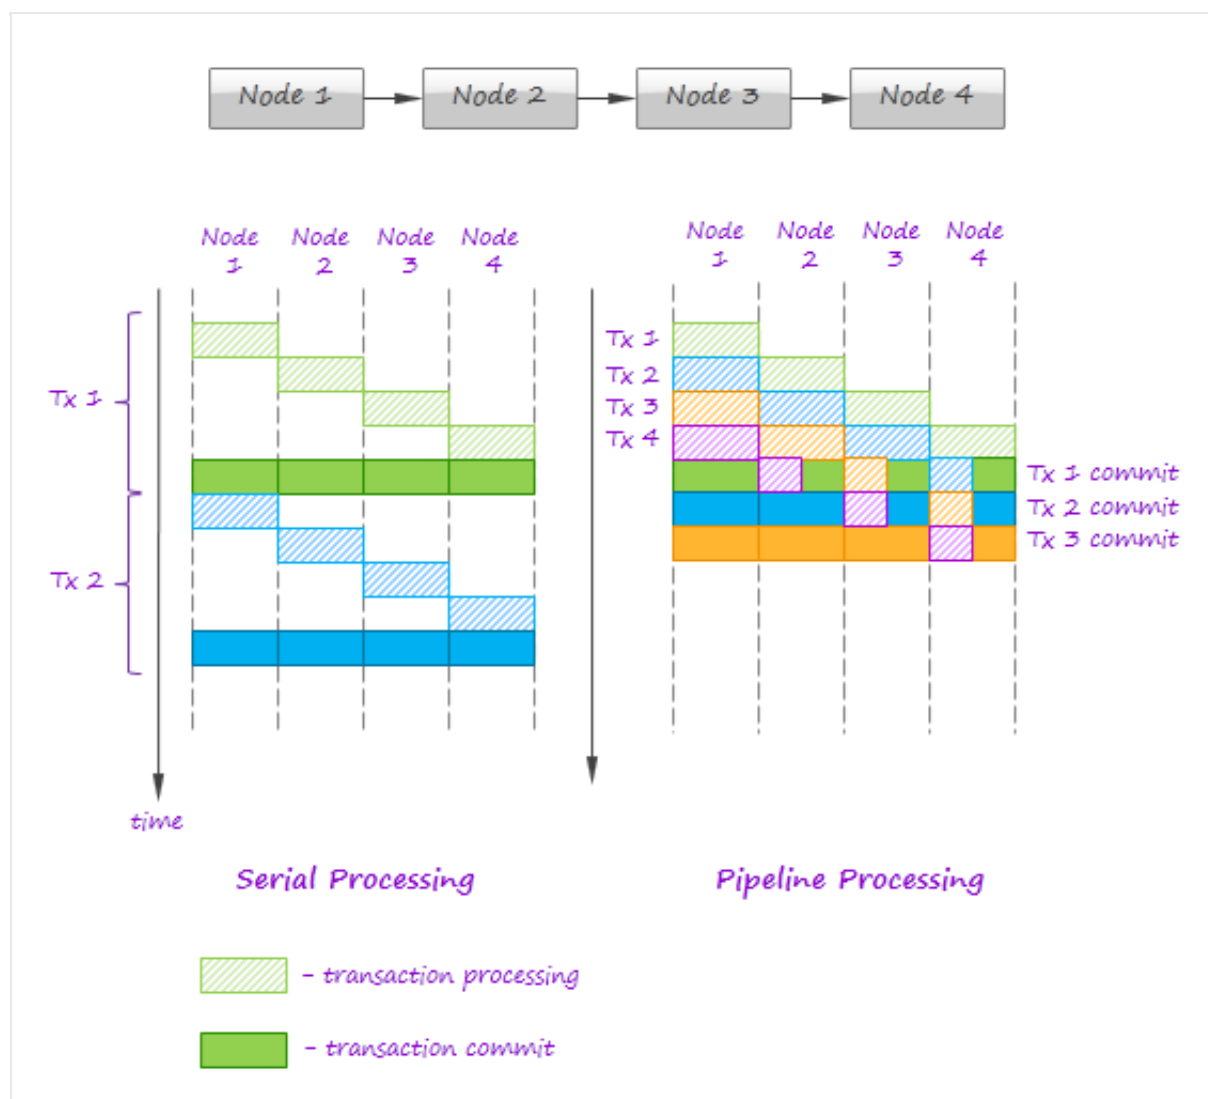 Node 1
Node 2
Node 3
Node 4
Node
1
Node
2
Node
3
Node
4
Node
1
Node
2
Node
3
Node
4
Tx 1
Tx 2
Tx 1
Tx 2
Tx 3
Tx 4
Tx 1 commit
Tx 2 commit
Tx 3 commit
time
Serial Processing
Pipeline Processing
- transaction processing
- transaction commit